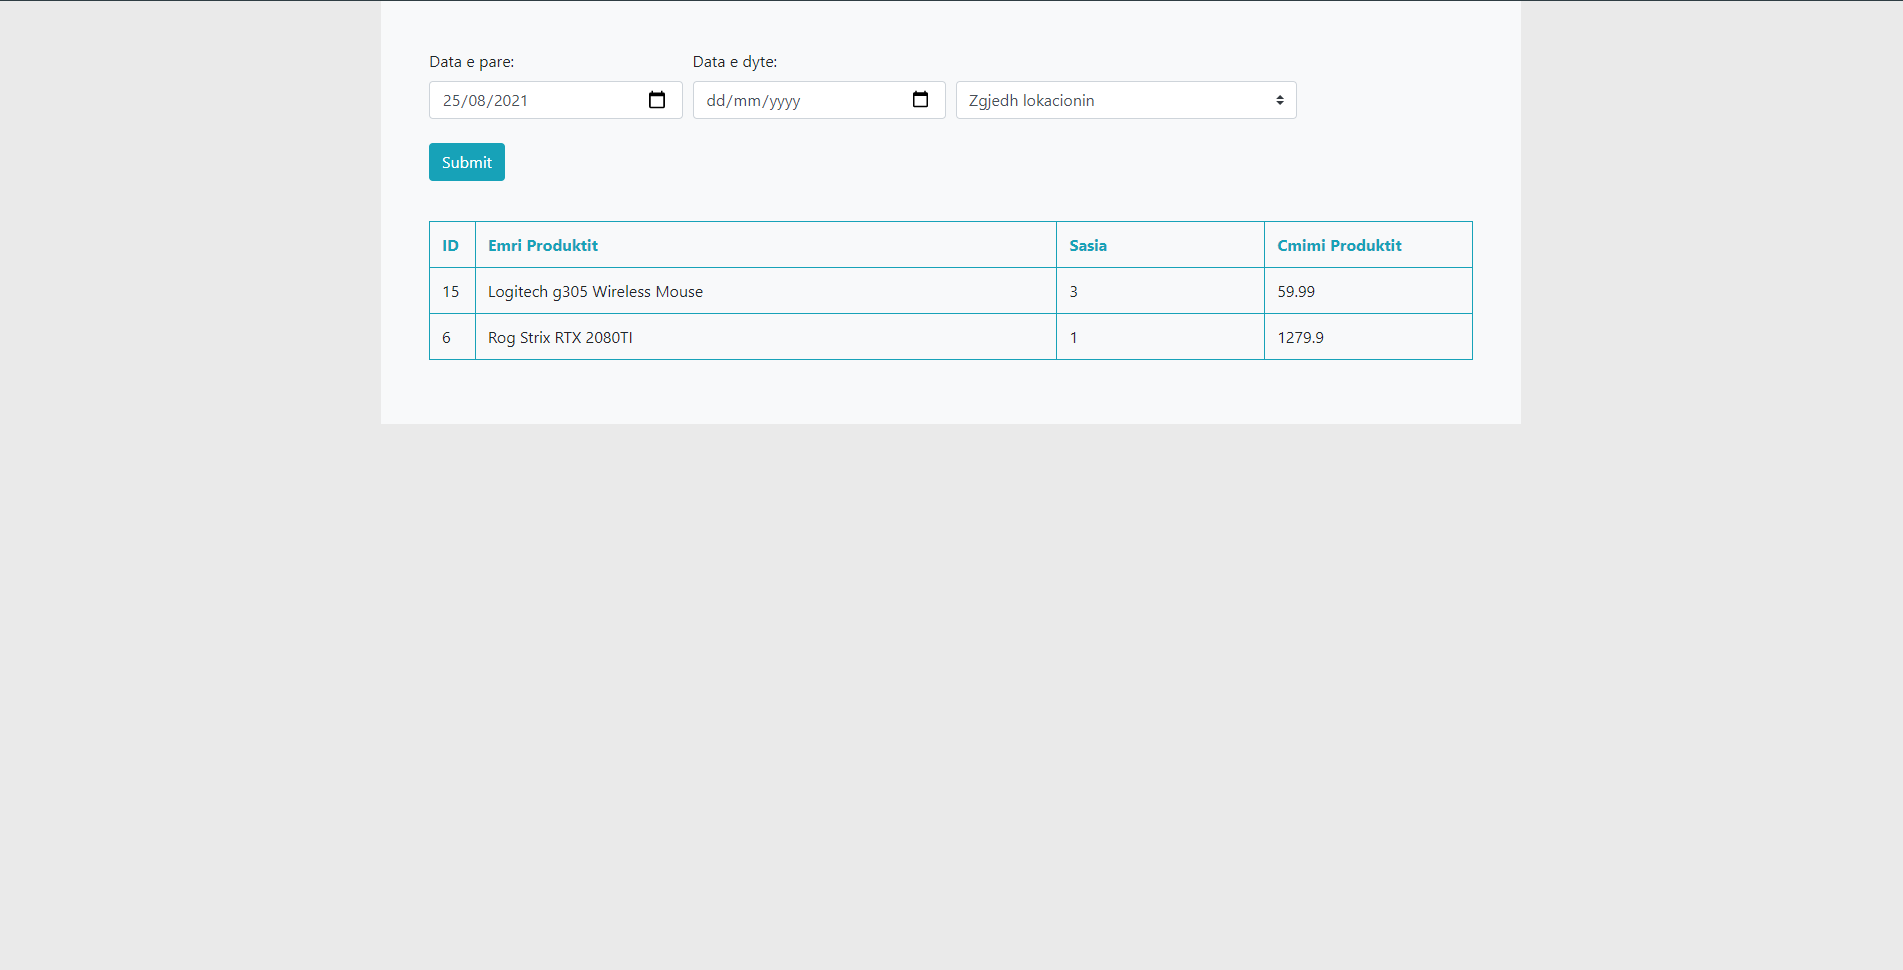 Data e pare: Data e dyte:
25/08/2021 dd/mm/yyyy Zgjedh lokacionin
Submit
ID Emri Produktit Sasia Cmimi Produktit
15 Logitech g305 Wireless Mouse 3 59.99
6 Rog Strix RTX 2080TI 1 1279.9